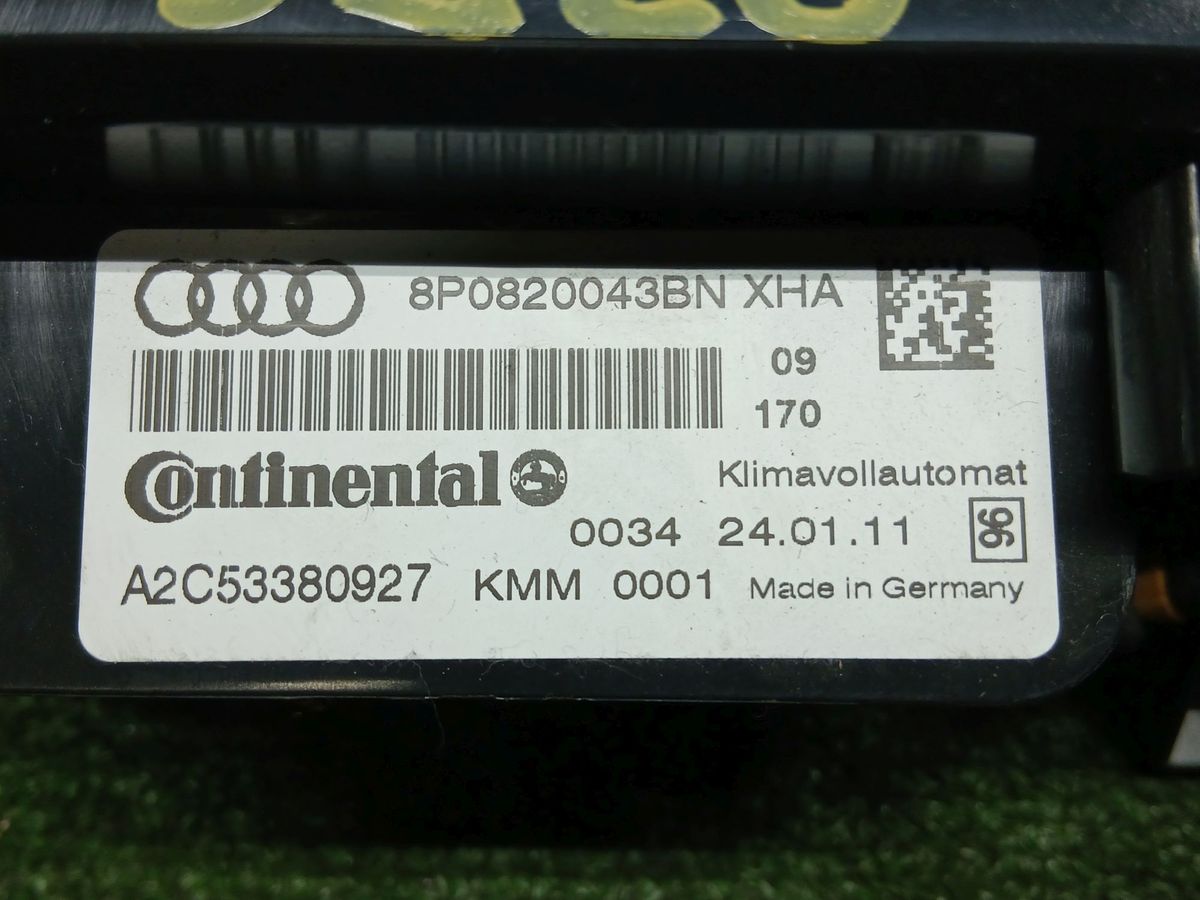 8P0820043BN XHA
09
170
Continental
Klimavollautomat
0034 24.01.11
96
A2C53380927 KMM 0001 Made in Germany